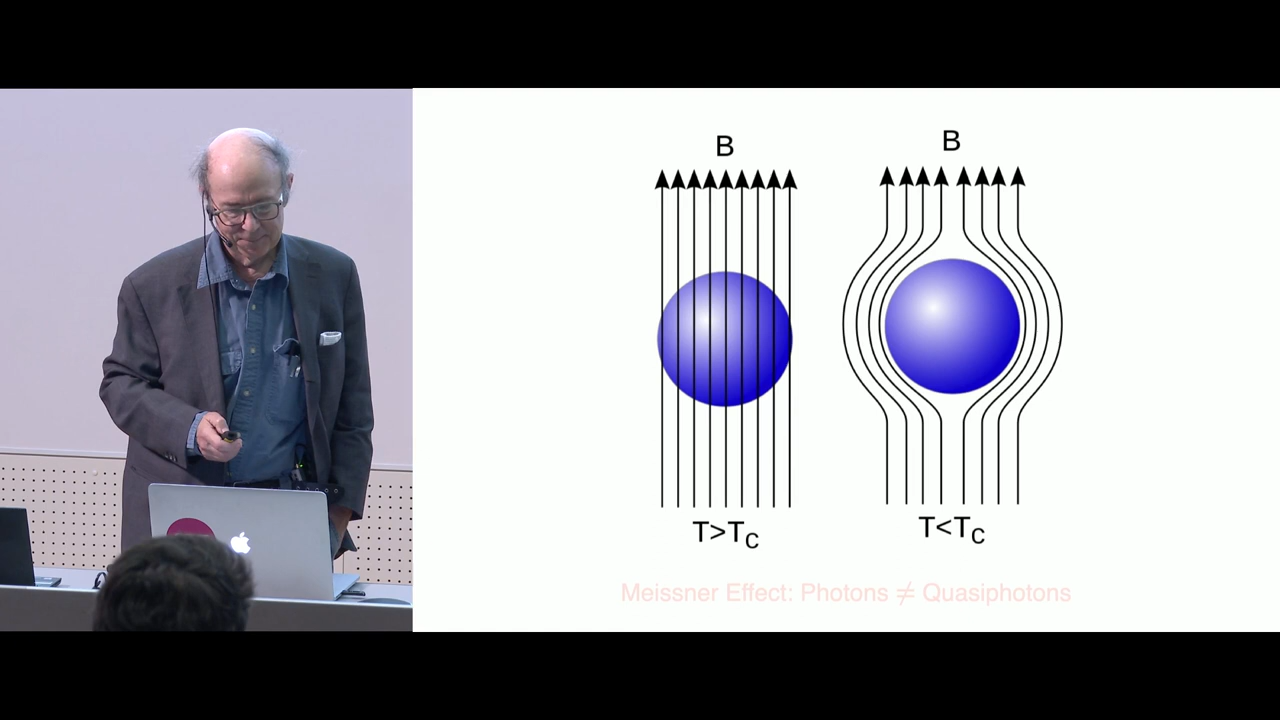 B
B
T>T_C
T<T_C
Meissner Effect: Photons ≠ Quasiphotons